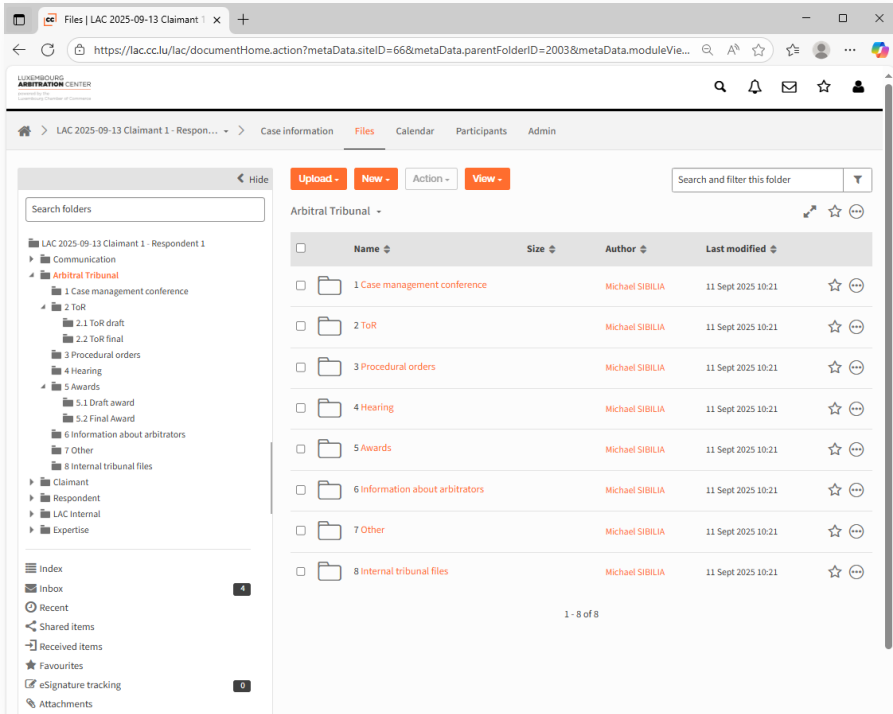 Files | LAC 2025-09-13 Claimant 1
https://lac.cc.lu/lac/documentHome.action?metaData.siteID=66&metaData.parentFolderID=2003&metaData.moduleVie...
LUXEMBOURG
ARBITRATION CENTER
powered by the
Luxembourg Chamber of Commerce
LAC 2025-09-13 Claimant 1 - Respon...
Case information
Files
Calendar
Participants
Admin
Hide
Search folders
LAC 2025-09-13 Claimant 1 - Respondent 1
Communication
Arbitral Tribunal
1 Case management conference
2 ToR
2.1 ToR draft
2.2 ToR final
3 Procedural orders
4 Hearing
5 Awards
5.1 Draft award
5.2 Final Award
6 Information about arbitrators
7 Other
8 Internal tribunal files
Claimant
Respondent
LAC Internal
Expertise
Index
Inbox 4
Recent
Shared items
Received items
Favourites
eSignature tracking 0
Attachments
Upload New Action View
Search and filter this folder
Arbitral Tribunal
Name Size Author Last modified
1 Case management conference Michael SIBILIA 11 Sept 2025 10:21
2 ToR Michael SIBILIA 11 Sept 2025 10:21
3 Procedural orders Michael SIBILIA 11 Sept 2025 10:21
4 Hearing Michael SIBILIA 11 Sept 2025 10:21
5 Awards Michael SIBILIA 11 Sept 2025 10:21
6 Information about arbitrators Michael SIBILIA 11 Sept 2025 10:21
7 Other Michael SIBILIA 11 Sept 2025 10:21
8 Internal tribunal files Michael SIBILIA 11 Sept 2025 10:21
1 - 8 of 8